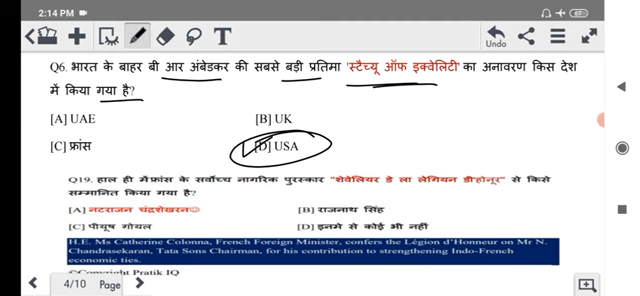 2:14 PM
67
Undo
Q6. भारत के बाहर बी आर अंबेडकर की सबसे बड़ी प्रतिमा 'स्टैच्यू ऑफ इक्वेलिटी' का अनावरण किस देश
में किया गया है?
[A] UAE [B] UK
[C] फ्रांस [D] USA
Q19. हाल ही मेंफ्रांस के सर्वोच्च नागरिक पुरस्कार "शेवेलियर डे ला लेगियन डी'होनूर" से किसे
सम्मानित किया गया है?
[A] नटराजन चंद्रशेखरन☺ [B] राजनाथ सिंह
[C] पीयूष गोयल [D] इनमे से कोई भी नहीं
H.E. Ms Catherine Colonna, French Foreign Minister, confers the Légion d'Honneur on Mr N.
Chandrasekaran, Tata Sons Chairman, for his contribution to strengthening Indo-French
economic ties.
©Copyright Pratik IQ
4/10 Page